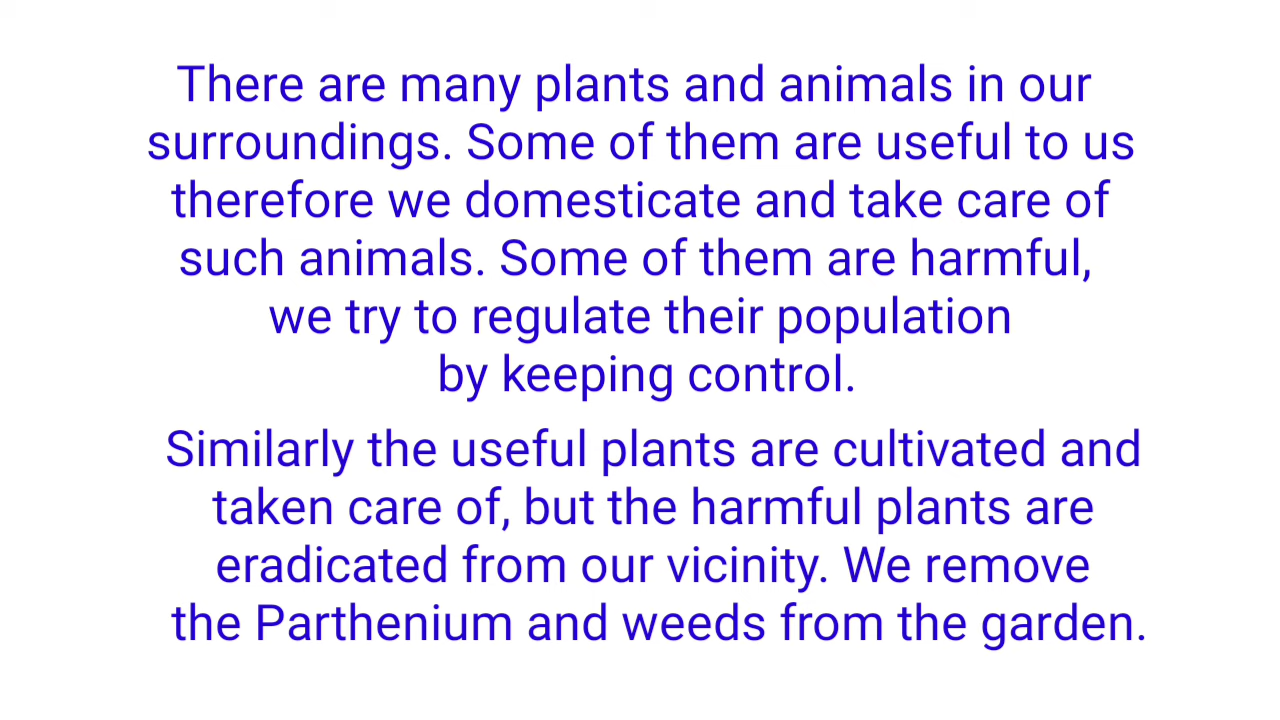 There are many plants and animals in our
surroundings. Some of them are useful to us
therefore we domesticate and take care of
such animals. Some of them are harmful,
we try to regulate their population
by keeping control.
Similarly the useful plants are cultivated and
taken care of, but the harmful plants are
eradicated from our vicinity. We remove
the Parthenium and weeds from the garden.